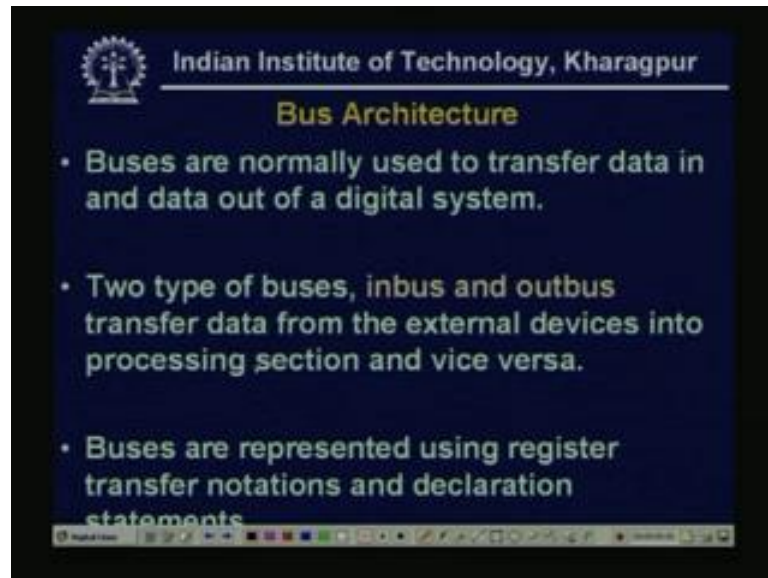 Indian Institute of Technology, Kharagpur
Bus Architecture
• Buses are normally used to transfer data in
and data out of a digital system.
• Two type of buses, inbus and outbus
transfer data from the external devices into
processing section and vice versa.
• Buses are represented using register
transfer notations and declaration
statements